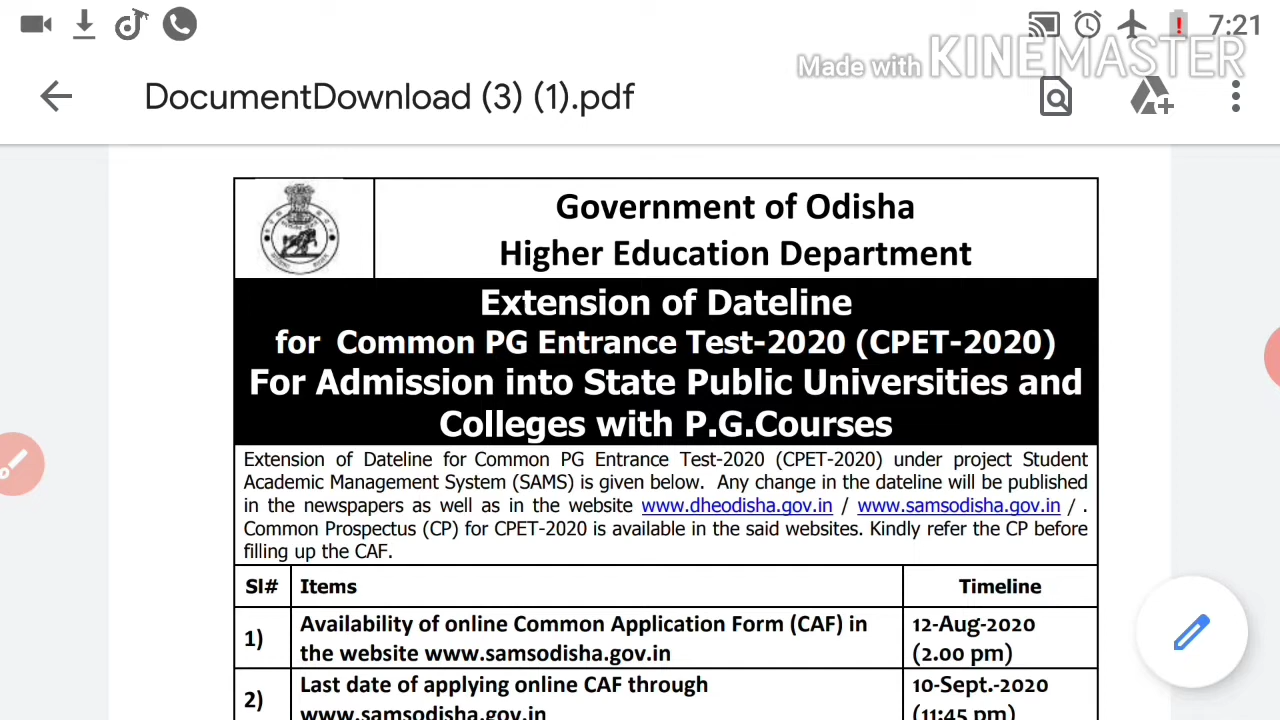 7:21
Made with KINEMASTER
DocumentDownload (3) (1).pdf
Government of Odisha
Higher Education Department
Extension of Dateline
for Common PG Entrance Test-2020 (CPET-2020)
For Admission into State Public Universities and
Colleges with P.G.Courses
Extension of Dateline for Common PG Entrance Test-2020 (CPET-2020) under project Student
Academic Management System (SAMS) is given below. Any change in the dateline will be published
in the newspapers as well as in the website www.dheodisha.gov.in / www.samsodisha.gov.in / .
Common Prospectus (CP) for CPET-2020 is available in the said websites. Kindly refer the CP before
filling up the CAF.
Sl# Items Timeline
1) Availability of online Common Application Form (CAF) in 12-Aug-2020
the website www.samsodisha.gov.in (2.00 pm)
2) Last date of applying online CAF through 10-Sept.-2020
www.samsodisha.gov.in (11:45 pm)